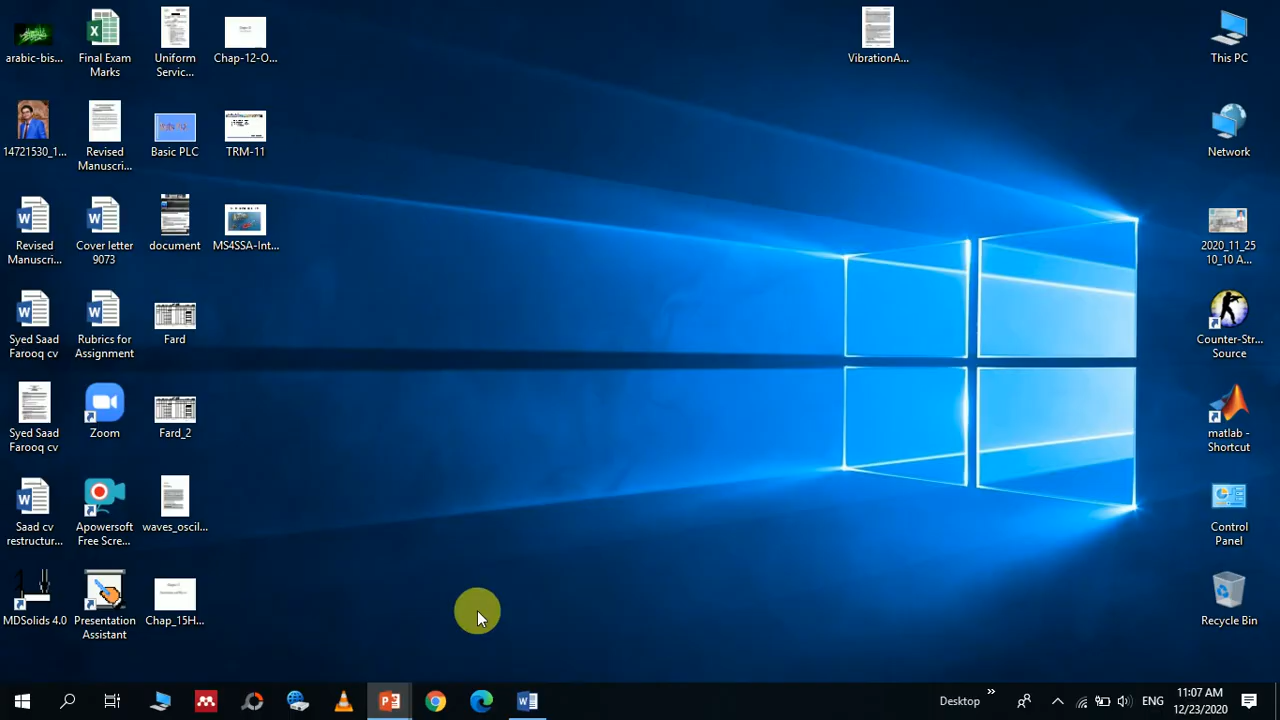 arabic-bis...
Final Exam
Marks
Uniform
Servic...
Chap-12-O...
VibrationA...
This PC
14721530_1...
Revised
Manuscri...
Basic PLC
TRM-11
Network
Revised
Manuscri...
Cover letter
9073
document
MS4SSA-Int...
2020_11_25
10_10 A...
Syed Saad
Farooq cv
Rubrics for
Assignment
Fard
Counter-Str...
Source
Syed Saad
Farooq cv
Zoom
Fard_2
matlab -
Shortcut
Saad cv
restructur...
Apowersoft
Free Scre...
waves_oscil...
Control
Panel
MDSolids 4.0
Presentation
Assistant
Chap_15H...
Recycle Bin
Desktop
ENG
11:07 AM
12/23/2020